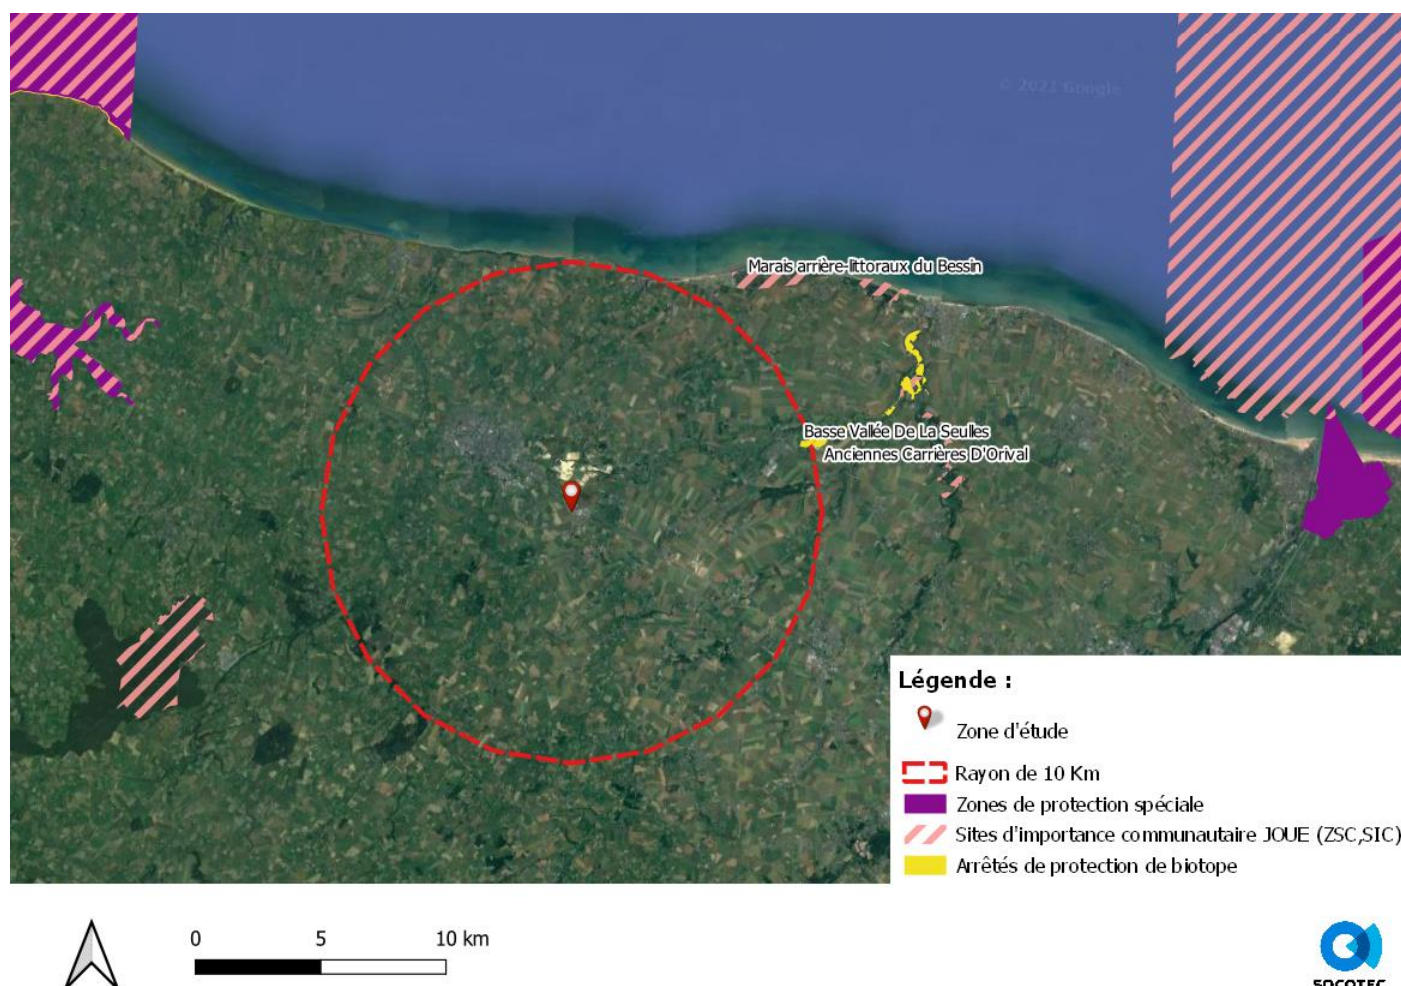 © 2021 Google
Marais arrière-littoraux du Bessin
Basse Vallée De La Seulles
Anciennes Carrières D'Orival
Légende :
Zone d'étude
Rayon de 10 Km
Zones de protection spéciale
Sites d'importance communautaire JOUE (ZSC,SIC)
Arrêtés de protection de biotope
0 5 10 km
SOCOTEC